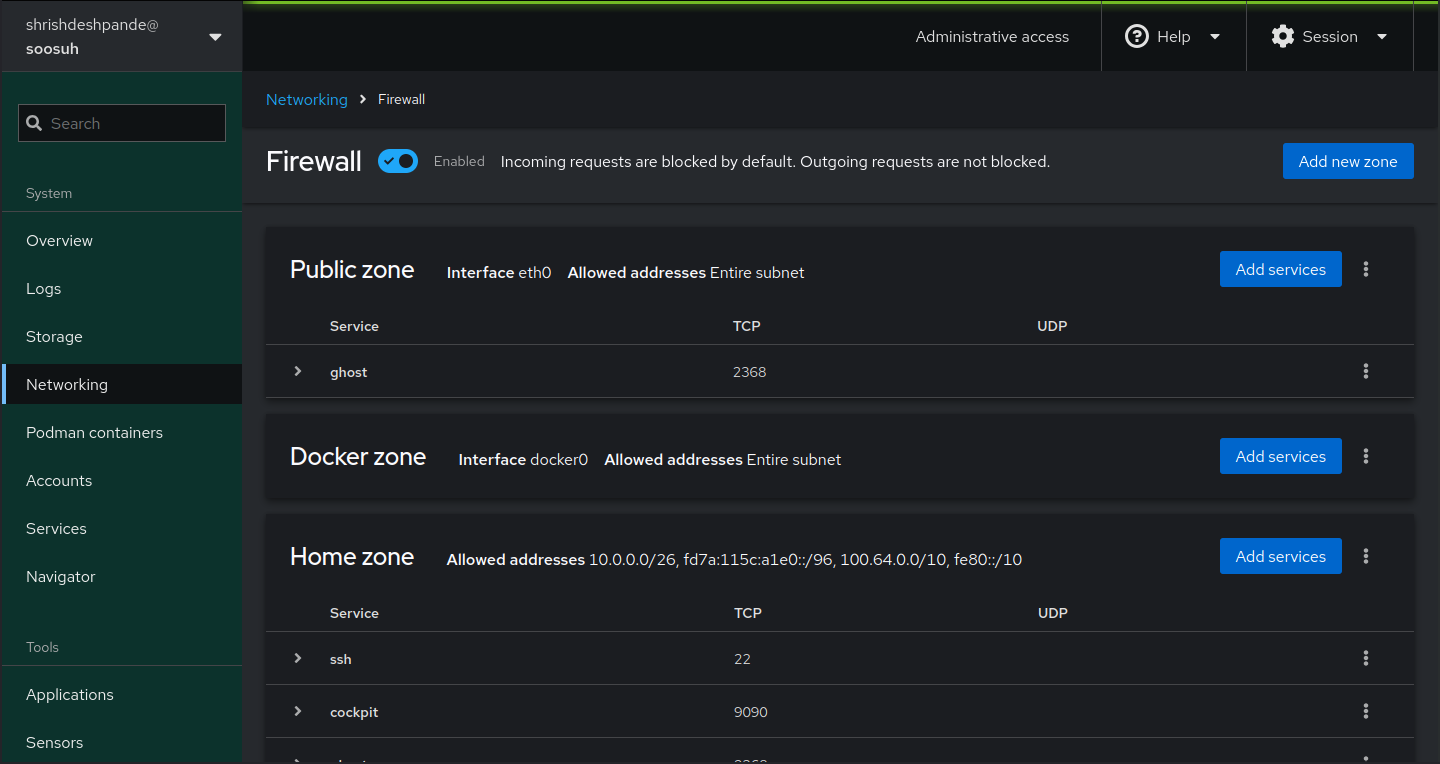 shrishdeshpande@
soosuh
Administrative access
Help
Session
Search
Networking
Firewall
Firewall
Enabled
Incoming requests are blocked by default. Outgoing requests are not blocked.
Add new zone
System
Overview
Logs
Storage
Networking
Podman containers
Accounts
Services
Navigator
Tools
Applications
Sensors
Public zone Interface eth0 Allowed addresses Entire subnet Add services
Service TCP UDP
ghost 2368
Docker zone Interface docker0 Allowed addresses Entire subnet Add services
Home zone Allowed addresses 10.0.0.0/26, fd7a:115c:a1e0::/96, 100.64.0.0/10, fe80::/10 Add services
Service TCP UDP
ssh 22
cockpit 9090